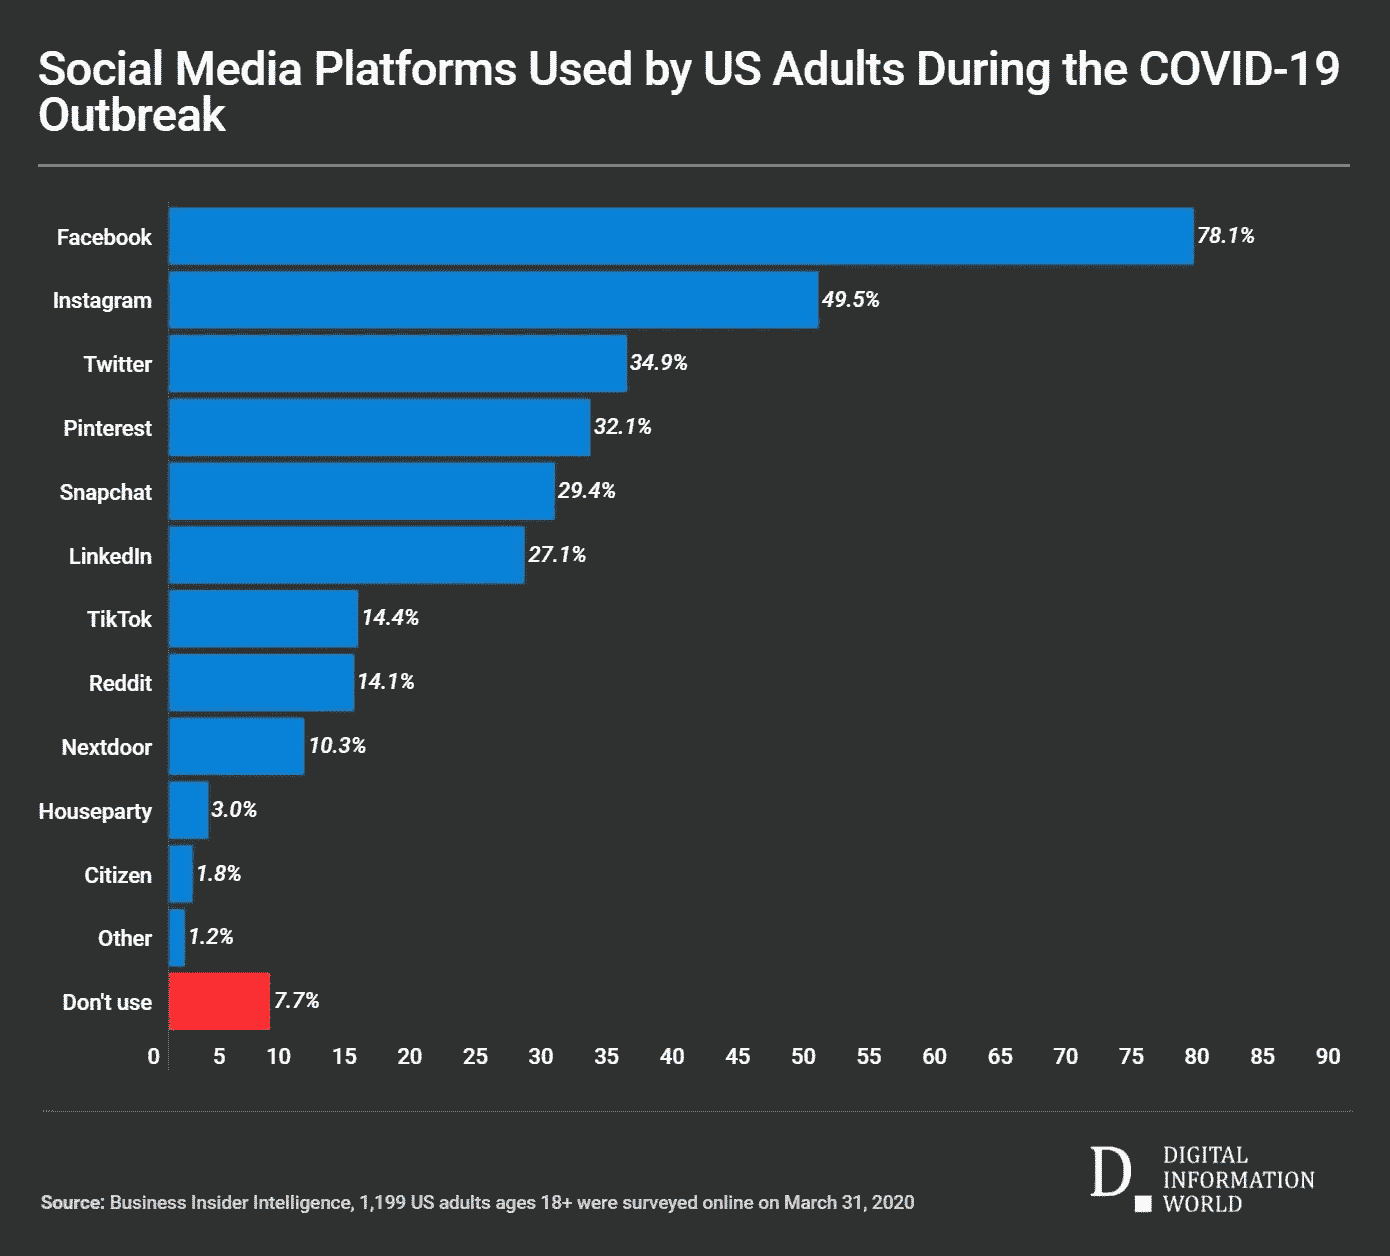 Social Media Platforms Used by US Adults During the COVID-19
Outbreak
Facebook 78.1%
Instagram 49.5%
Twitter 34.9%
Pinterest 32.1%
Snapchat 29.4%
LinkedIn 27.1%
TikTok 14.4%
Reddit 14.1%
Nextdoor 10.3%
Houseparty 3.0%
Citizen 1.8%
Other 1.2%
Don't use 7.7%
0 5 10 15 20 25 30 35 40 45 50 55 60 65 70 75 80 85 90
Source: Business Insider Intelligence, 1,199 US adults ages 18+ were surveyed online on March 31, 2020
D.
DIGITAL
INFORMATION
WORLD